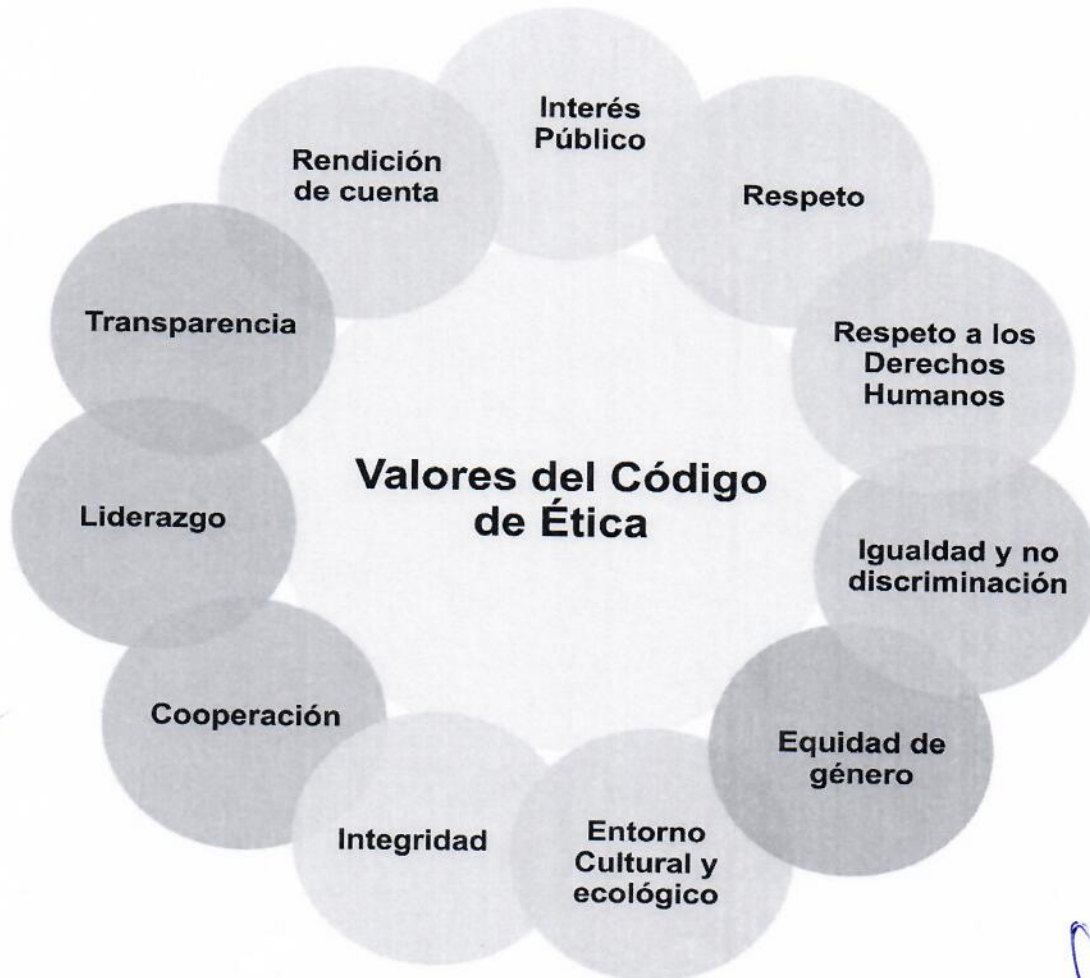 Interés
Público
Respeto
Respeto a los
Derechos
Humanos
Igualdad y no
discriminación
Equidad de
género
Entorno
Cultural y
ecológico
Integridad
Cooperación
Liderazgo
Transparencia
Rendición
de cuenta
Valores del Código
de Ética